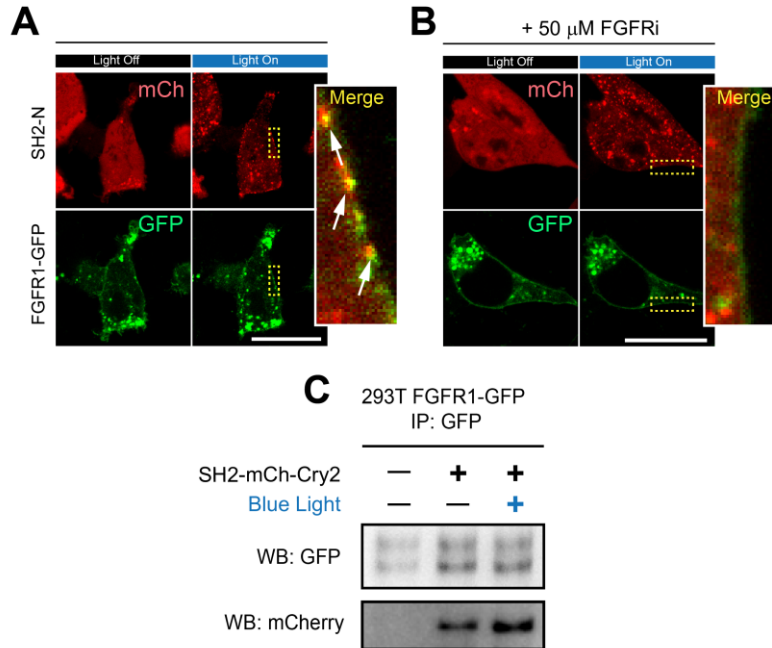 A
Light Off Light On
SH2-N
mCh
Merge
FGFR1-GFP
GFP
B
+ 50 μM FGFRi
Light Off Light On
mCh
Merge
GFP
C
293T FGFR1-GFP
IP: GFP
SH2-mCh-Cry2 — + +
Blue Light — — +
WB: GFP
WB: mCherry